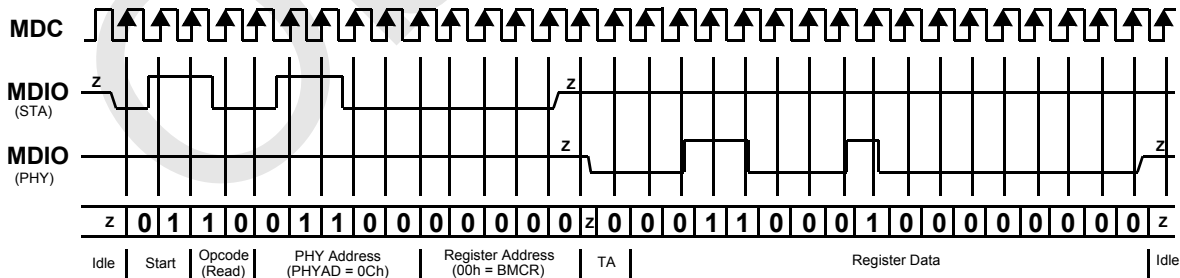 MDC
z
MDIO
(STA)
z
MDIO
(PHY)
z
z
z 0 1 1 0 0 1 1 0 0 0 0 0 0 0 z 0 0 0 1 1 0 0 0 1 0 0 0 0 0 0 0 0 z
Idle Start Opcode (Read) PHY Address (PHYAD = 0Ch) Register Address (00h = BMCR) TA Register Data Idle